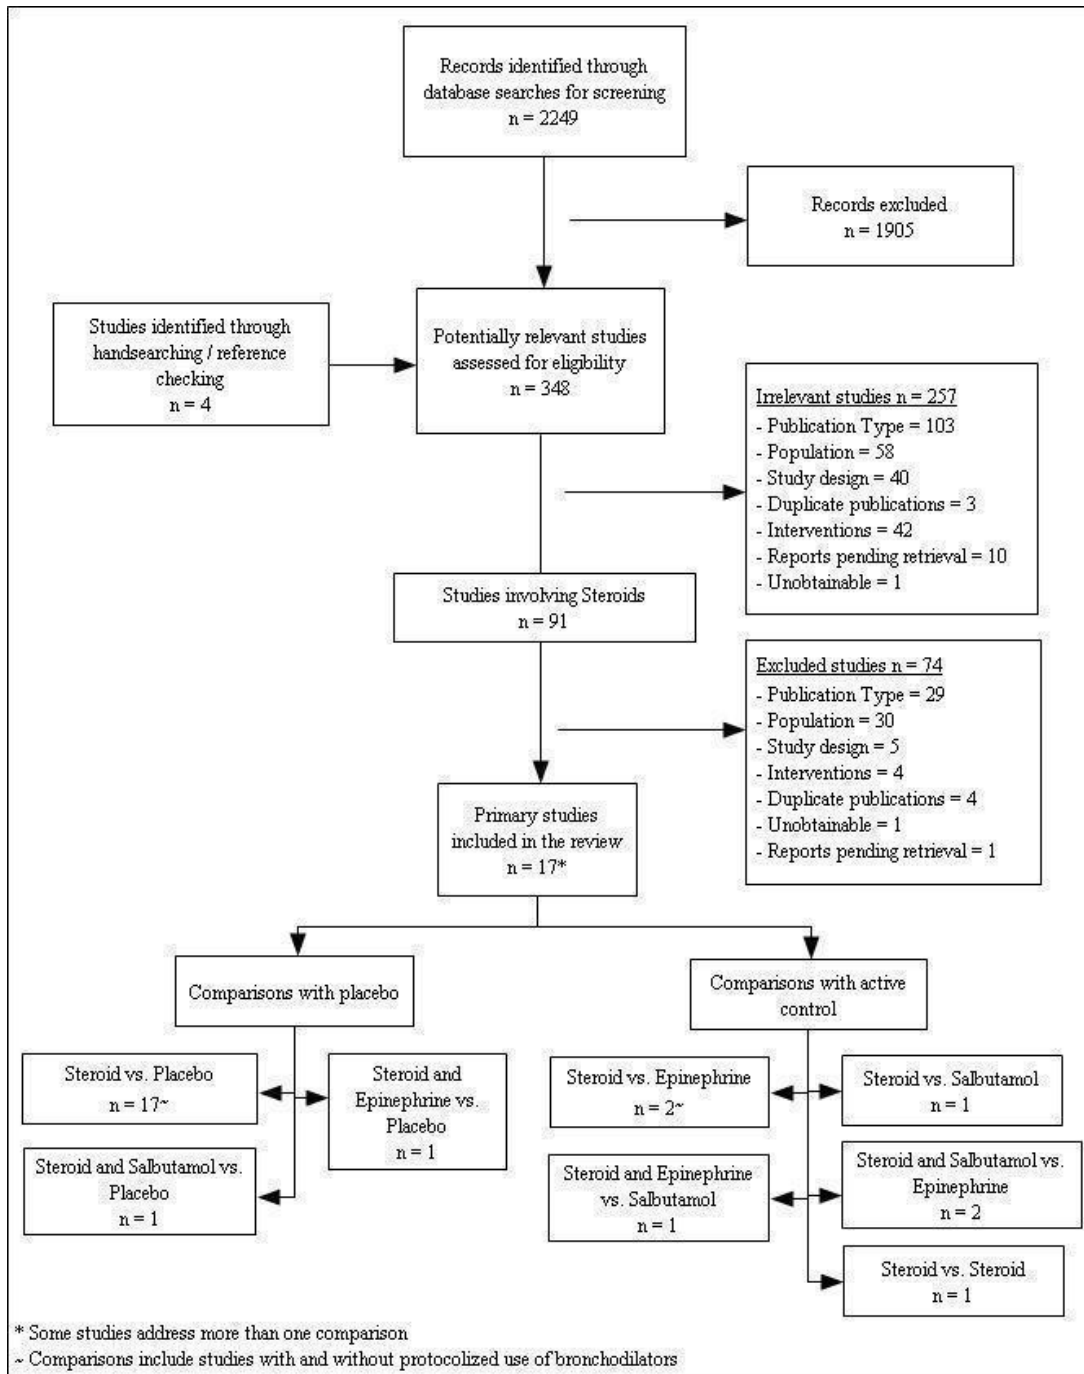 Records identified through
database searches for screening
n = 2249
Records excluded
n = 1905
Studies identified through
handsearching / reference
checking
n = 4
Potentially relevant studies
assessed for eligibility
n = 348
Irrelevant studies n = 257
- Publication Type = 103
- Population = 58
- Study design = 40
- Duplicate publications = 3
- Interventions = 42
- Reports pending retrieval = 10
- Unobtainable = 1
Studies involving Steroids
n = 91
Excluded studies n = 74
- Publication Type = 29
- Population = 30
- Study design = 5
- Interventions = 4
- Duplicate publications = 4
- Unobtainable = 1
- Reports pending retrieval = 1
Primary studies
included in the review
n = 17*
Comparisons with placebo
Comparisons with active
control
Steroid vs. Placebo
n = 17~
Steroid and
Epinephrine vs.
Placebo
n = 1
Steroid and Salbutamol vs.
Placebo
n = 1
Steroid vs. Epinephrine
n = 2~
Steroid vs. Salbutamol
n = 1
Steroid and Epinephrine
vs. Salbutamol
n = 1
Steroid and Salbutamol vs.
Epinephrine
n = 2
Steroid vs. Steroid
n = 1
* Some studies address more than one comparison
~ Comparisons include studies with and without protocolized use of bronchodilators